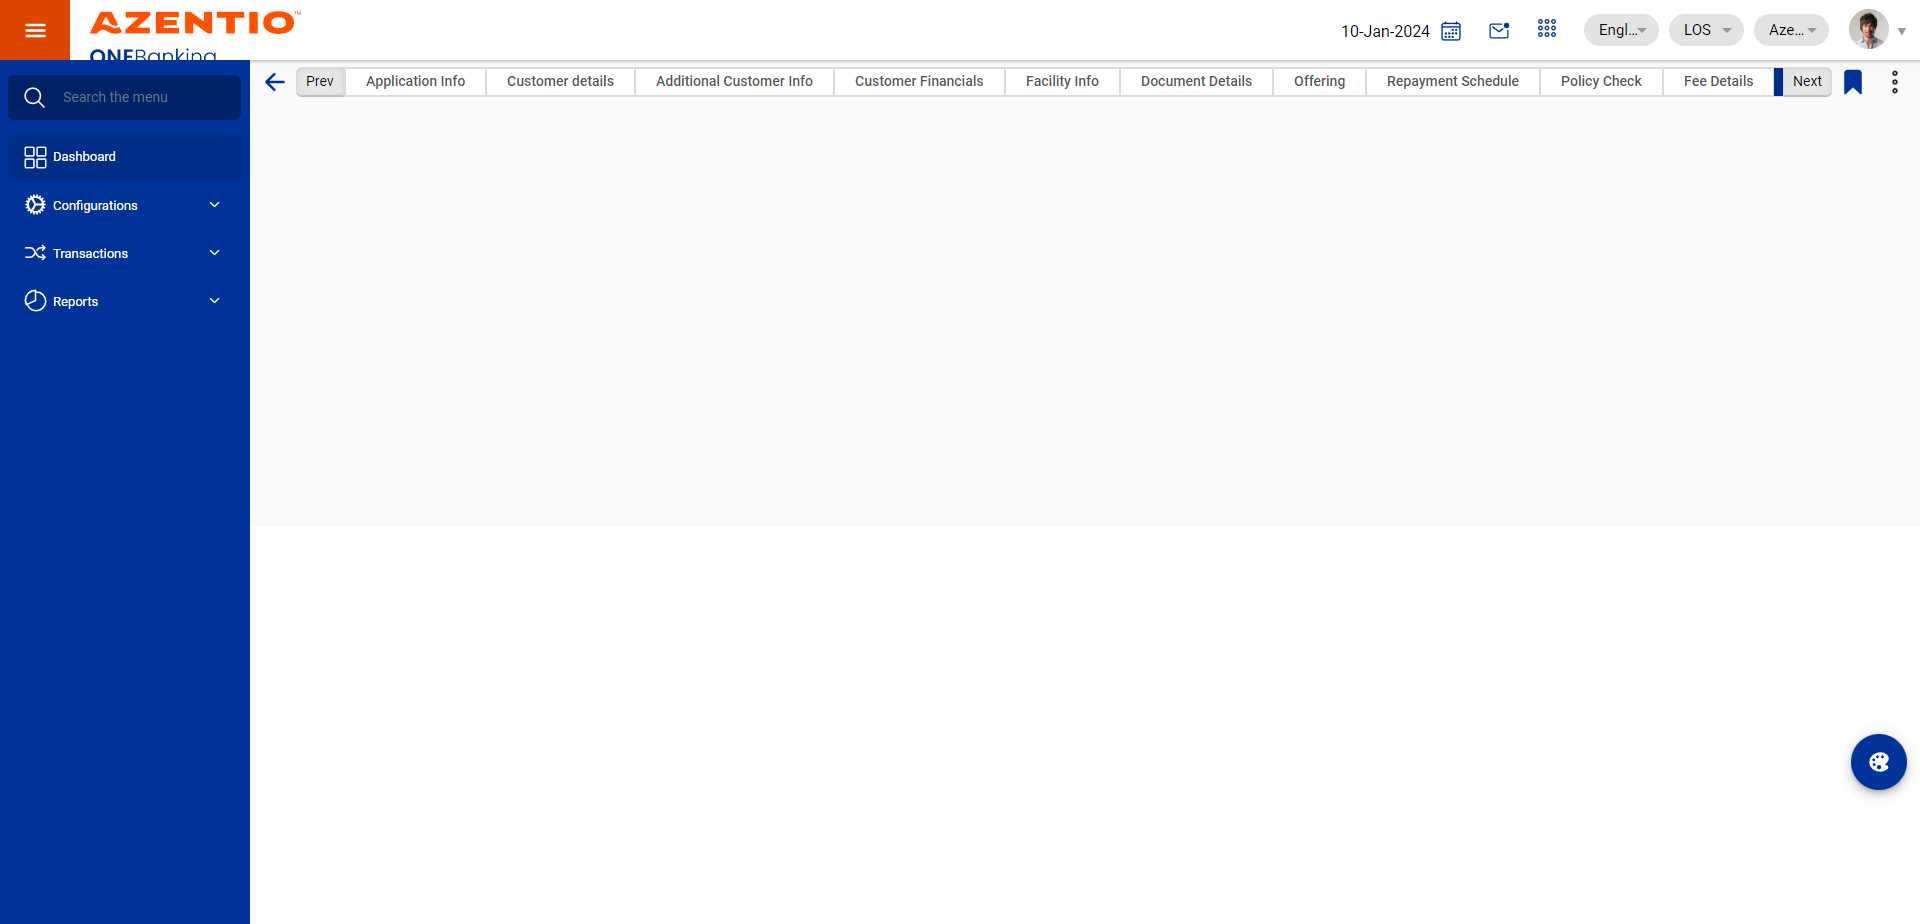 AZENTIO™
ONEBanking
10-Jan-2024
Engl...
LOS
Aze...
Search the menu
Dashboard
Configurations
Transactions
Reports
Prev
Application Info
Customer details
Additional Customer Info
Customer Financials
Facility Info
Document Details
Offering
Repayment Schedule
Policy Check
Fee Details
Next